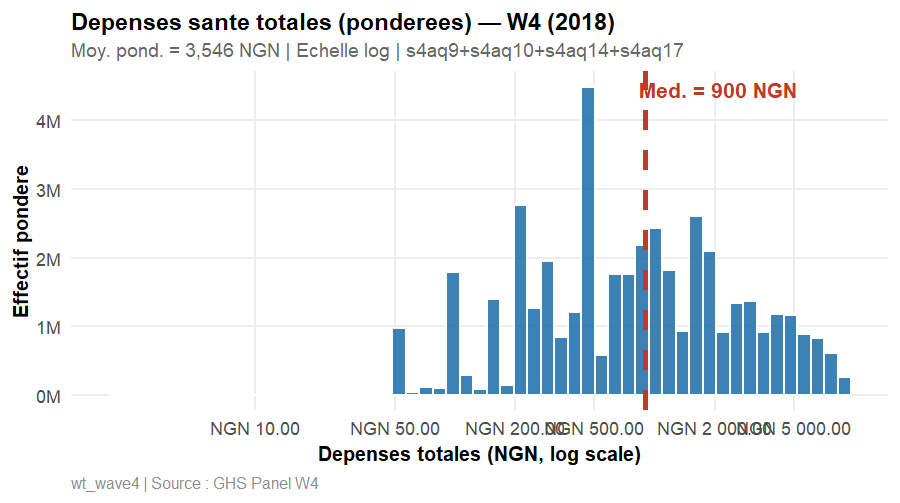 Depenses sante totales (ponderees) — W4 (2018)
Moy. pond. = 3,546 NGN | Echelle log | s4aq9+s4aq10+s4aq14+s4aq17
Med. = 900 NGN
4M
3M
2M
1M
0M
Effectif pondere
NGN 10.00 NGN 50.00 NGN 200.00 NGN 500.00 NGN 2 000.00 NGN 5 000.00
Depenses totales (NGN, log scale)
wt_wave4 | Source : GHS Panel W4